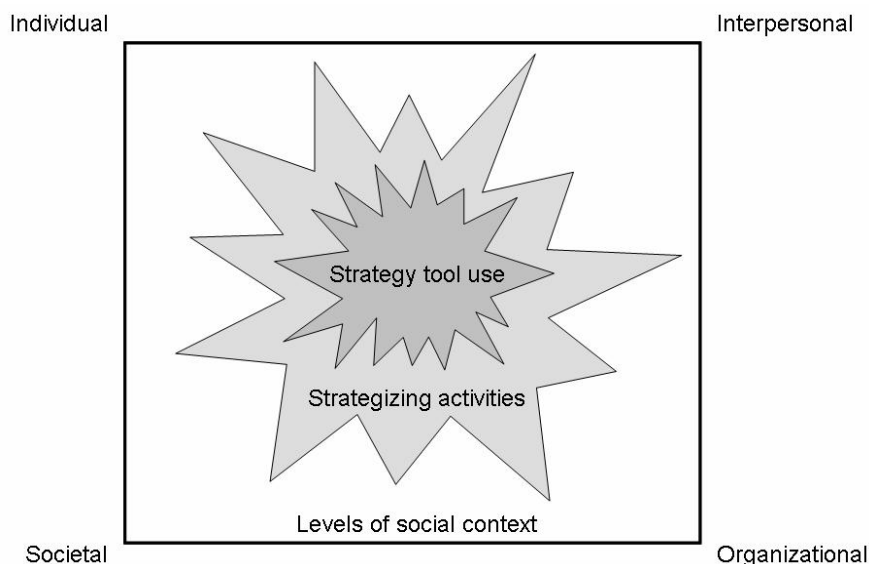 Individual
Interpersonal
Strategy tool use
Strategizing activities
Levels of social context
Societal
Organizational